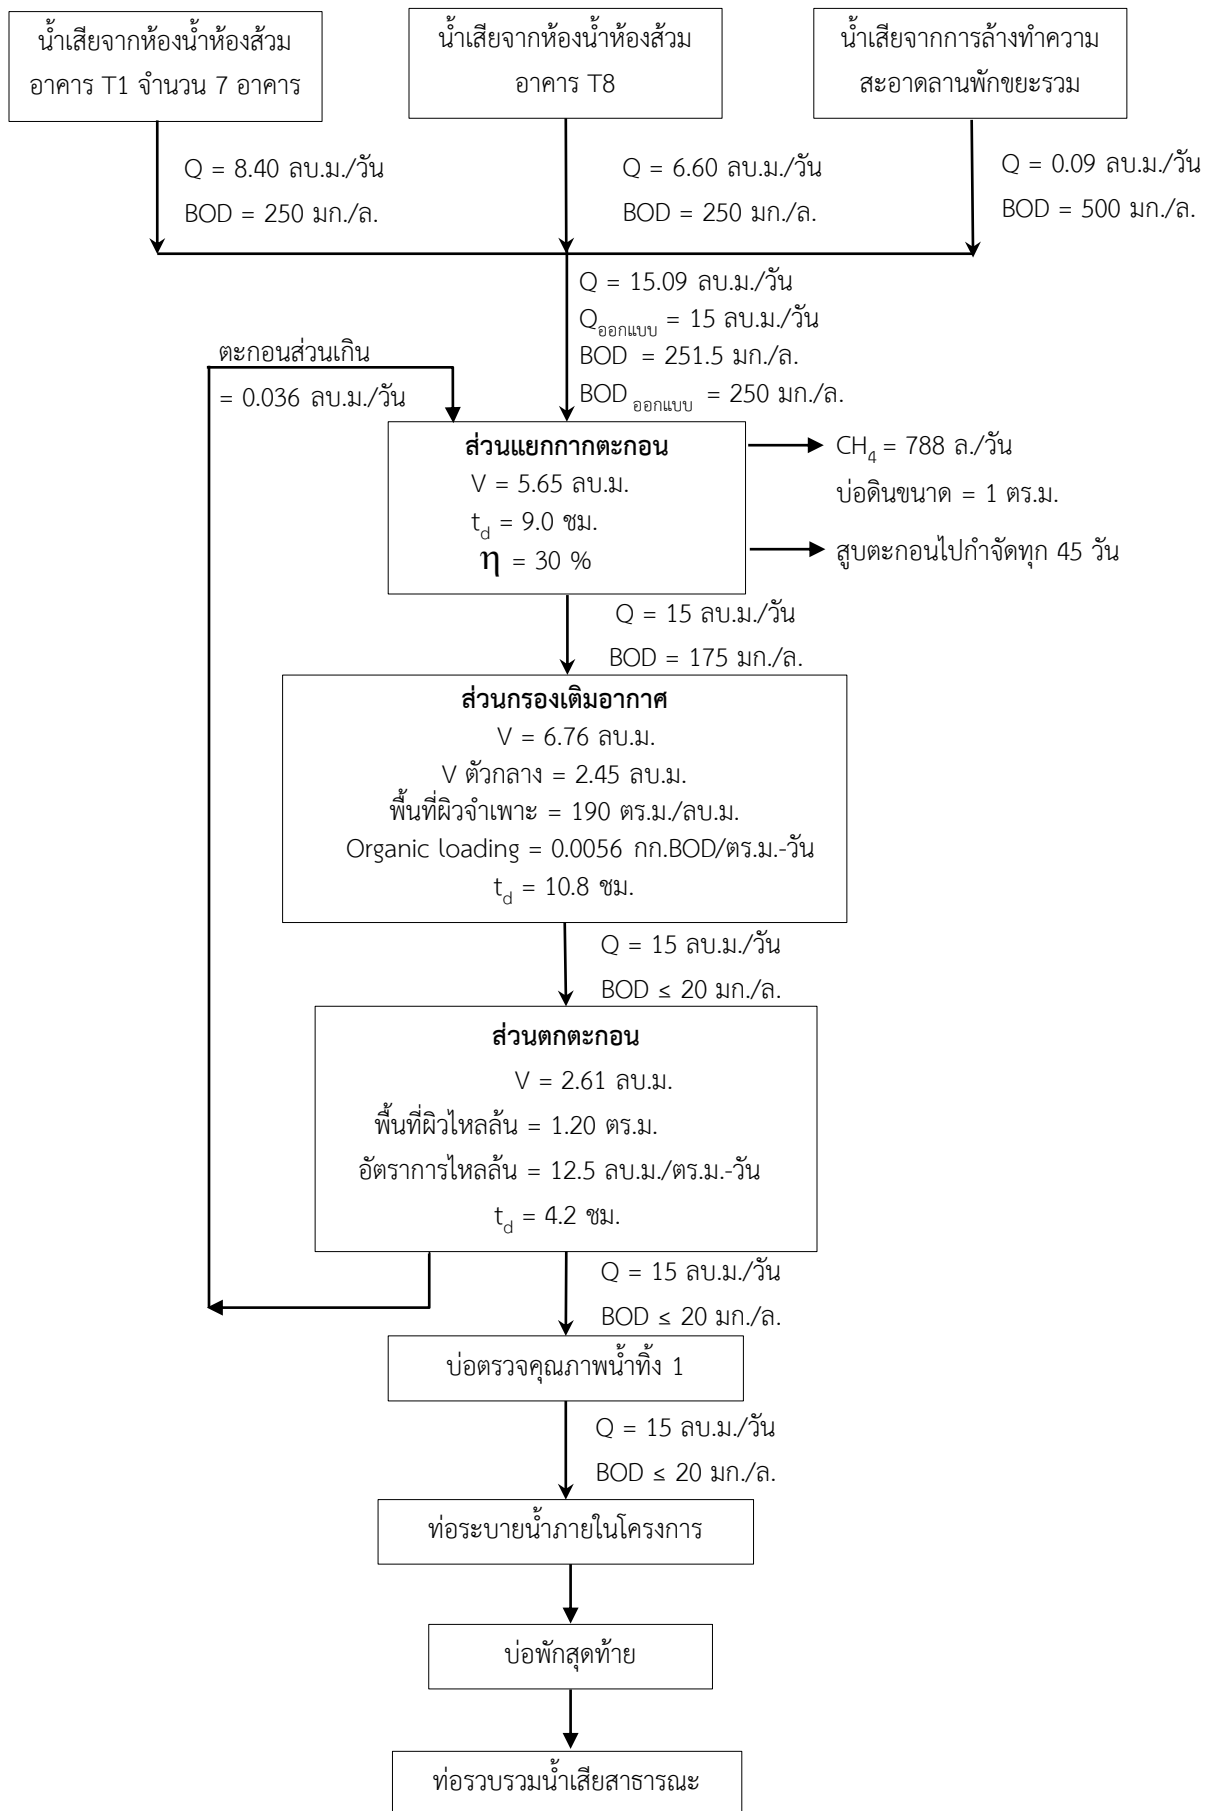 น้ำเสียจากห้องน้ำห้องส้วม
อาคาร T1 จำนวน 7 อาคาร
น้ำเสียจากห้องน้ำห้องส้วม
อาคาร T8
น้ำเสียจากการล้างทำความ
สะอาดลานพักขยะรวม
Q = 8.40 ลบ.ม./วัน
BOD = 250 มก./ล.
Q = 6.60 ลบ.ม./วัน
BOD = 250 มก./ล.
Q = 0.09 ลบ.ม./วัน
BOD = 500 มก./ล.
Q = 15.09 ลบ.ม./วัน
Qออกแบบ = 15 ลบ.ม./วัน
BOD = 251.5 มก./ล.
BOD ออกแบบ = 250 มก./ล.
ตะกอนส่วนเกิน
= 0.036 ลบ.ม./วัน
ส่วนแยกกากตะกอน
V = 5.65 ลบ.ม.
td = 9.0 ชม.
η = 30 %
CH4 = 788 ล./วัน
บ่อดินขนาด = 1 ตร.ม.
สูบตะกอนไปกำจัดทุก 45 วัน
Q = 15 ลบ.ม./วัน
BOD = 175 มก./ล.
ส่วนกรองเติมอากาศ
V = 6.76 ลบ.ม.
V ตัวกลาง = 2.45 ลบ.ม.
พื้นที่ผิวจำเพาะ = 190 ตร.ม./ลบ.ม.
Organic loading = 0.0056 กก.BOD/ตร.ม.-วัน
td = 10.8 ชม.
Q = 15 ลบ.ม./วัน
BOD ≤ 20 มก./ล.
ส่วนตกตะกอน
V = 2.61 ลบ.ม.
พื้นที่ผิวไหลล้น = 1.20 ตร.ม.
อัตราการไหลล้น = 12.5 ลบ.ม./ตร.ม.-วัน
td = 4.2 ชม.
Q = 15 ลบ.ม./วัน
BOD ≤ 20 มก./ล.
บ่อตรวจคุณภาพน้ำทิ้ง 1
Q = 15 ลบ.ม./วัน
BOD ≤ 20 มก./ล.
ท่อระบายน้ำภายในโครงการ
บ่อพักสุดท้าย
ท่อรวบรวมน้ำเสียสาธารณะ